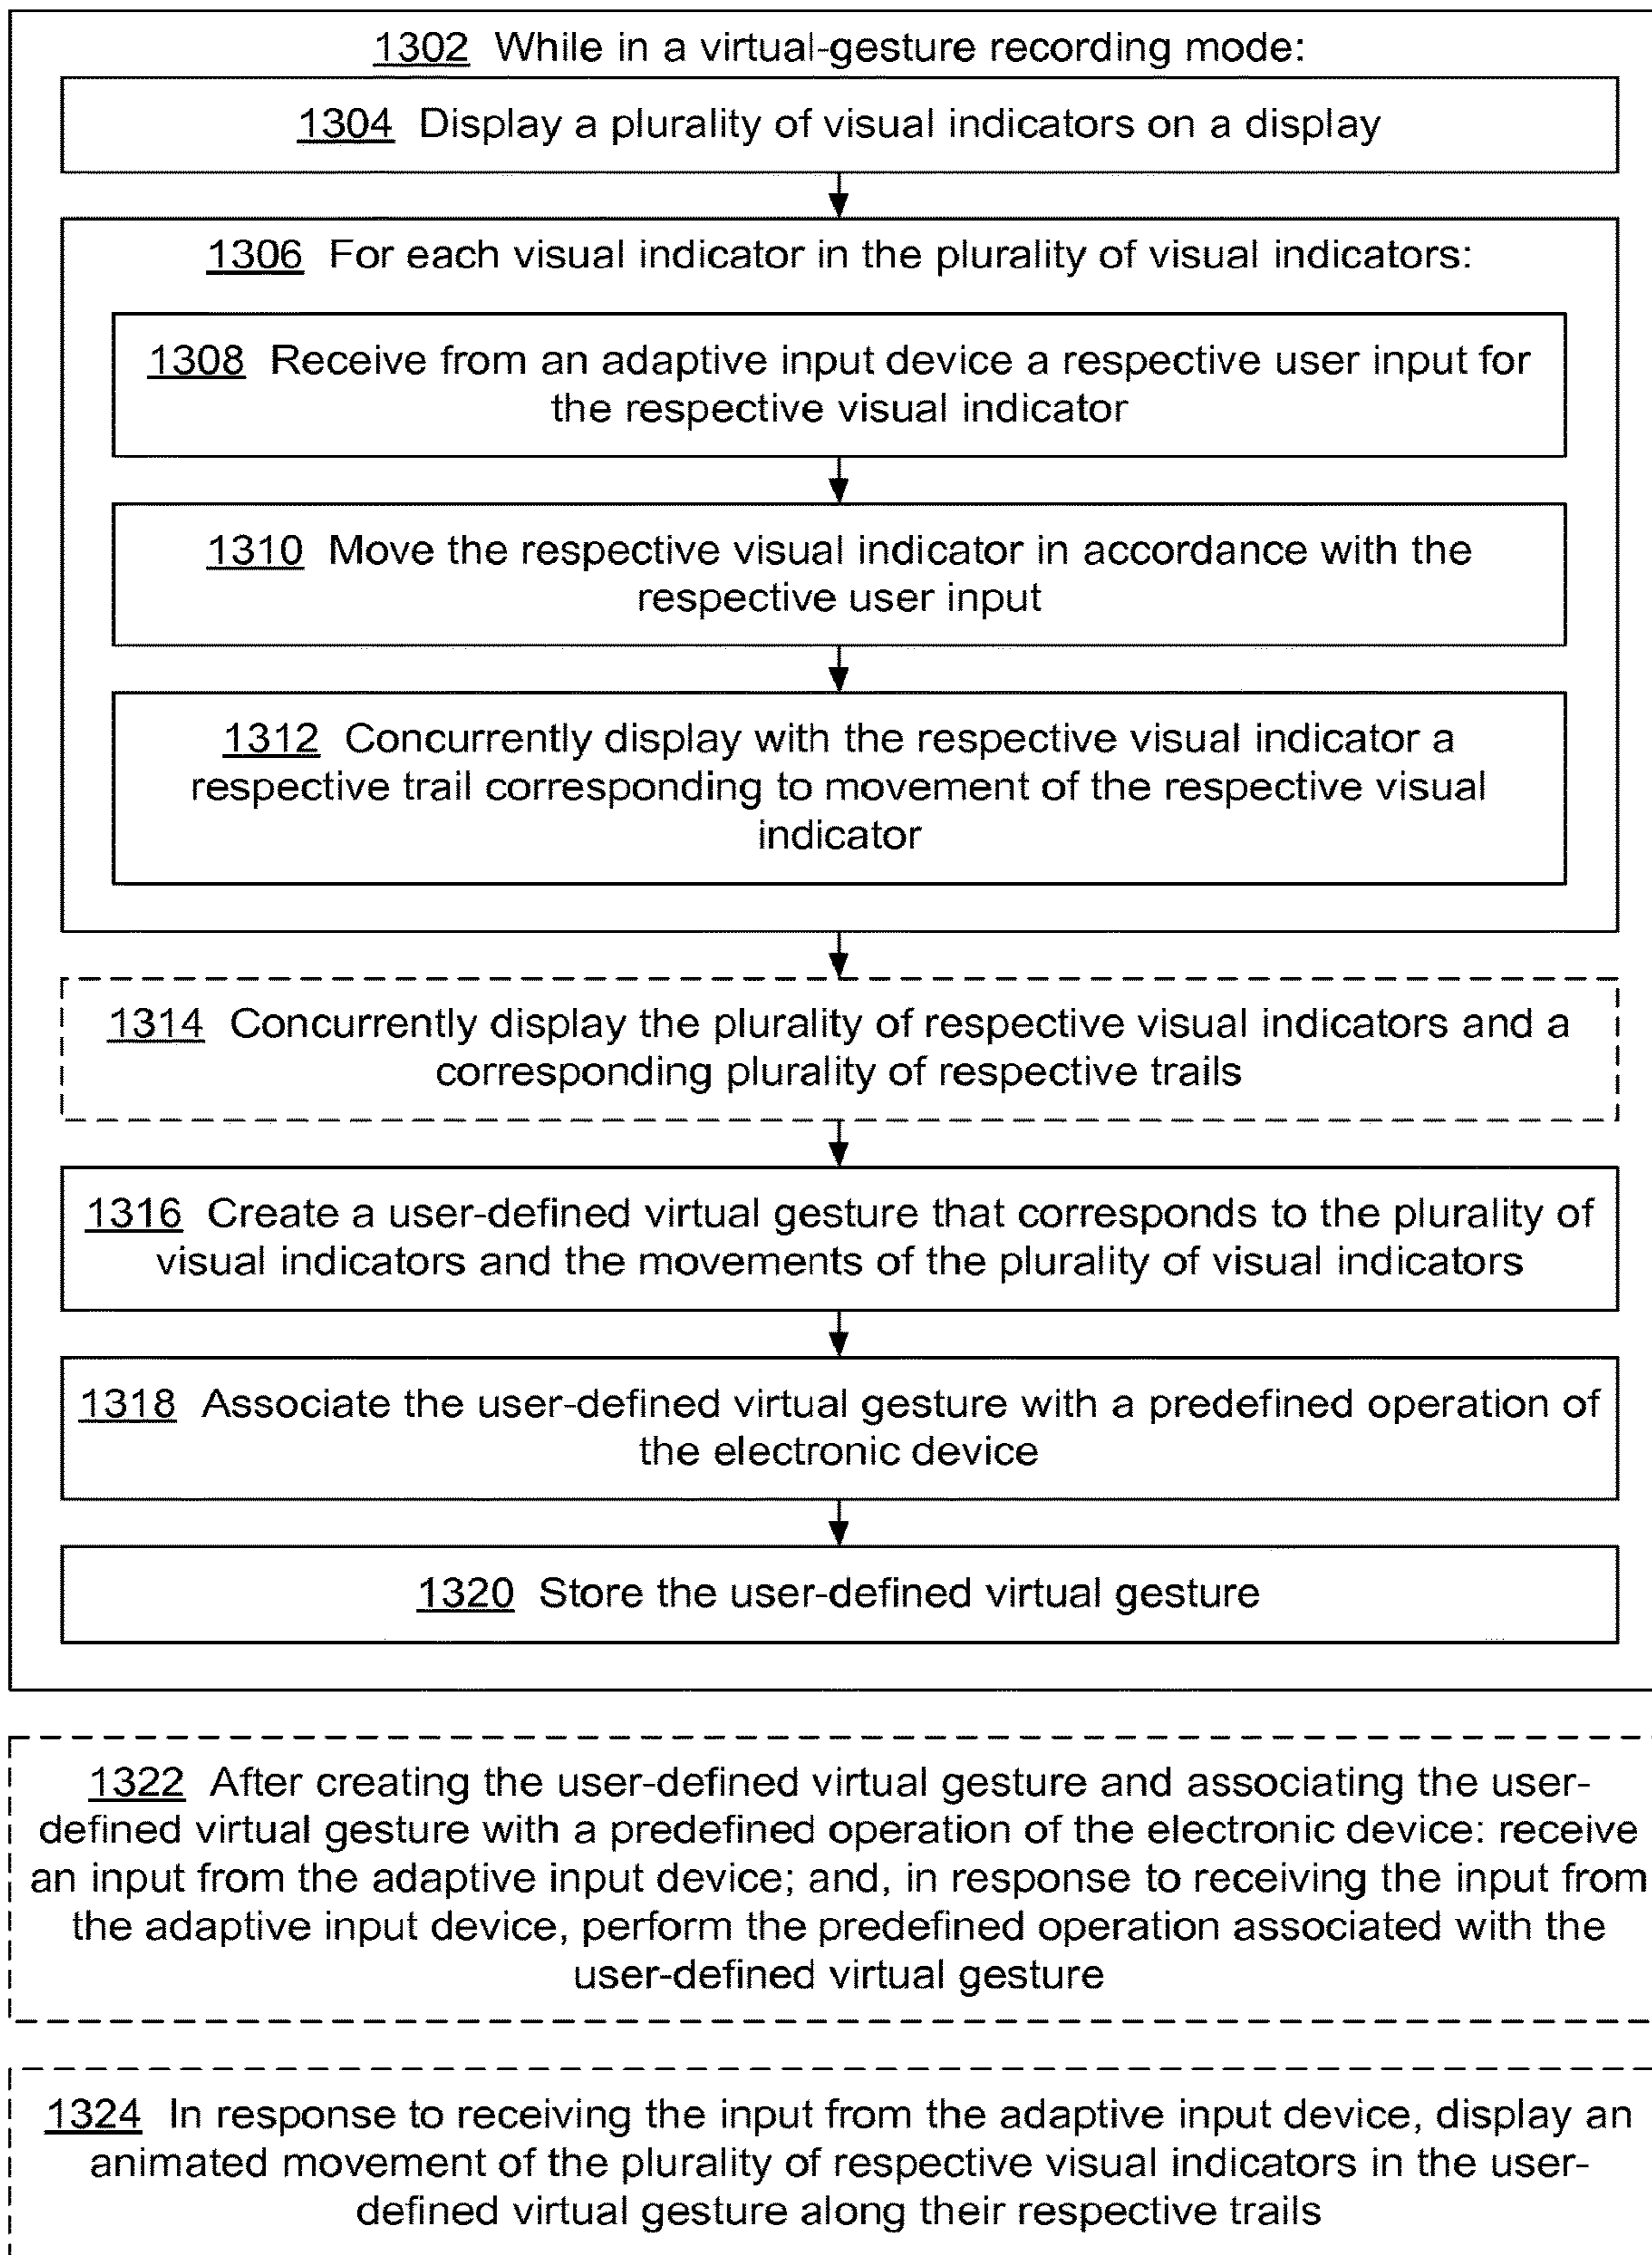 1302 While in a virtual-gesture recording mode:
1304 Display a plurality of visual indicators on a display
1306 For each visual indicator in the plurality of visual indicators:
1308 Receive from an adaptive input device a respective user input for
the respective visual indicator
1310 Move the respective visual indicator in accordance with the
respective user input
1312 Concurrently display with the respective visual indicator a
respective trail corresponding to movement of the respective visual
indicator
1314 Concurrently display the plurality of respective visual indicators and a
corresponding plurality of respective trails
1316 Create a user-defined virtual gesture that corresponds to the plurality of
visual indicators and the movements of the plurality of visual indicators
1318 Associate the user-defined virtual gesture with a predefined operation of
the electronic device
1320 Store the user-defined virtual gesture
1322 After creating the user-defined virtual gesture and associating the user-
defined virtual gesture with a predefined operation of the electronic device: receive
an input from the adaptive input device; and, in response to receiving the input from
the adaptive input device, perform the predefined operation associated with the
user-defined virtual gesture
1324 In response to receiving the input from the adaptive input device, display an
animated movement of the plurality of respective visual indicators in the user-
defined virtual gesture along their respective trails